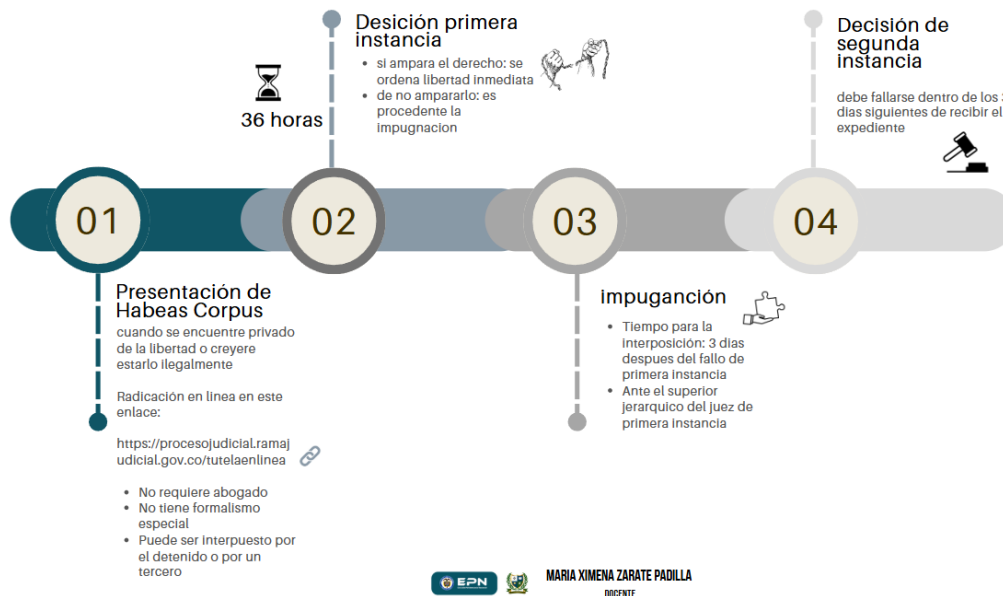 01
Presentación de
Habeas Corpus
cuando se encuentre privado
de la libertad o creyere
estarlo ilegalmente
Radicación en linea en este
enlace:
https://procesojudicial.ramaj
udicial.gov.co/tutelaenlinea
• No requiere abogado
• No tiene formalismo
especial
• Puede ser interpuesto por
el detenido o por un
tercero
36 horas
02
Desición primera
instancia
• si ampara el derecho: se
ordena libertad inmediata
• de no ampararlo: es
procedente la
impugnacion
03
impuganción
• Tiempo para la
interposición: 3 dias
despues del fallo de
primera instancia
• Ante el superior
jerarquico del juez de
primera instancia
04
Decisión de
segunda
instancia
debe fallarse dentro de los
dias siguientes de recibir el
expediente
EPN
MARIA XIMENA ZARATE PADILLA
DOCENTE